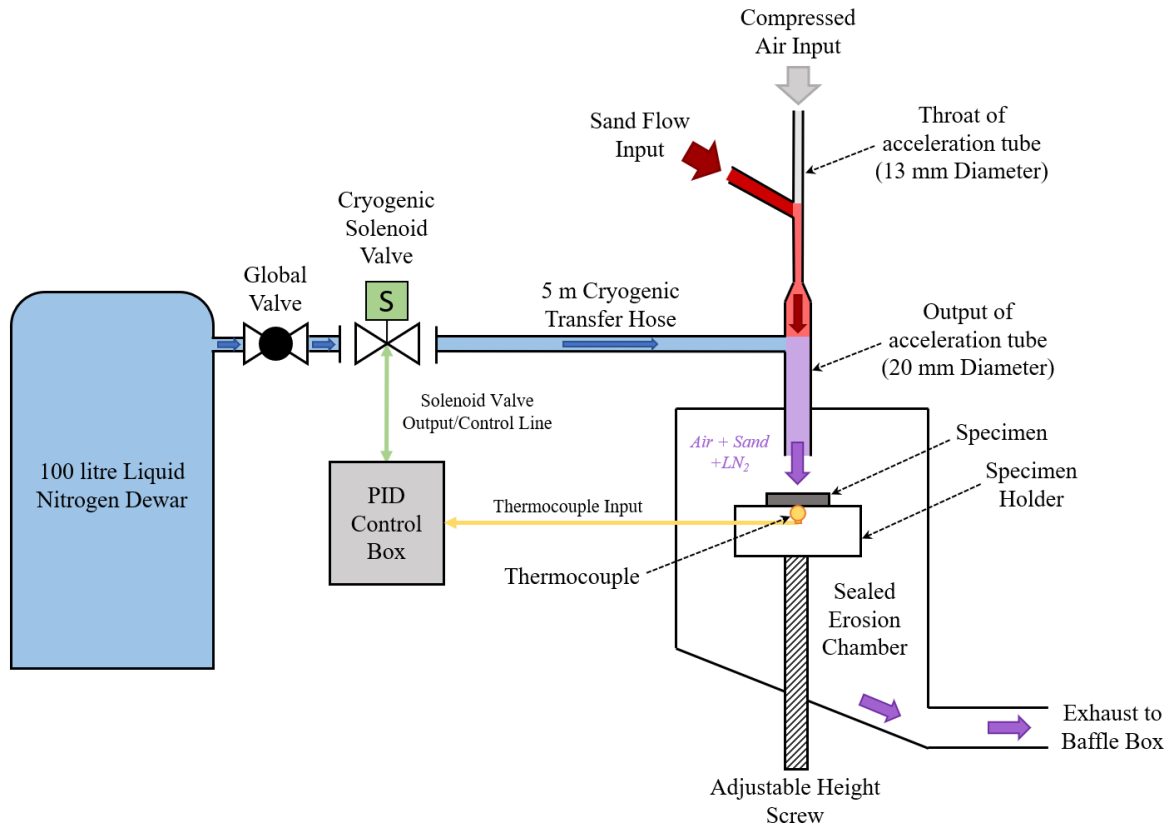 Compressed
Air Input
Sand Flow
Input
Throat of
acceleration tube
(13 mm Diameter)
Cryogenic
Solenoid
Valve
Global
Valve
S
5 m Cryogenic
Transfer Hose
Output of
acceleration tube
(20 mm Diameter)
Solenoid Valve
Output/Control Line
Air + Sand
+LN2
Specimen
Specimen
Holder
100 litre Liquid
Nitrogen Dewar
PID
Control
Box
Thermocouple Input
Thermocouple
Sealed
Erosion
Chamber
Exhaust to
Baffle Box
Adjustable Height
Screw